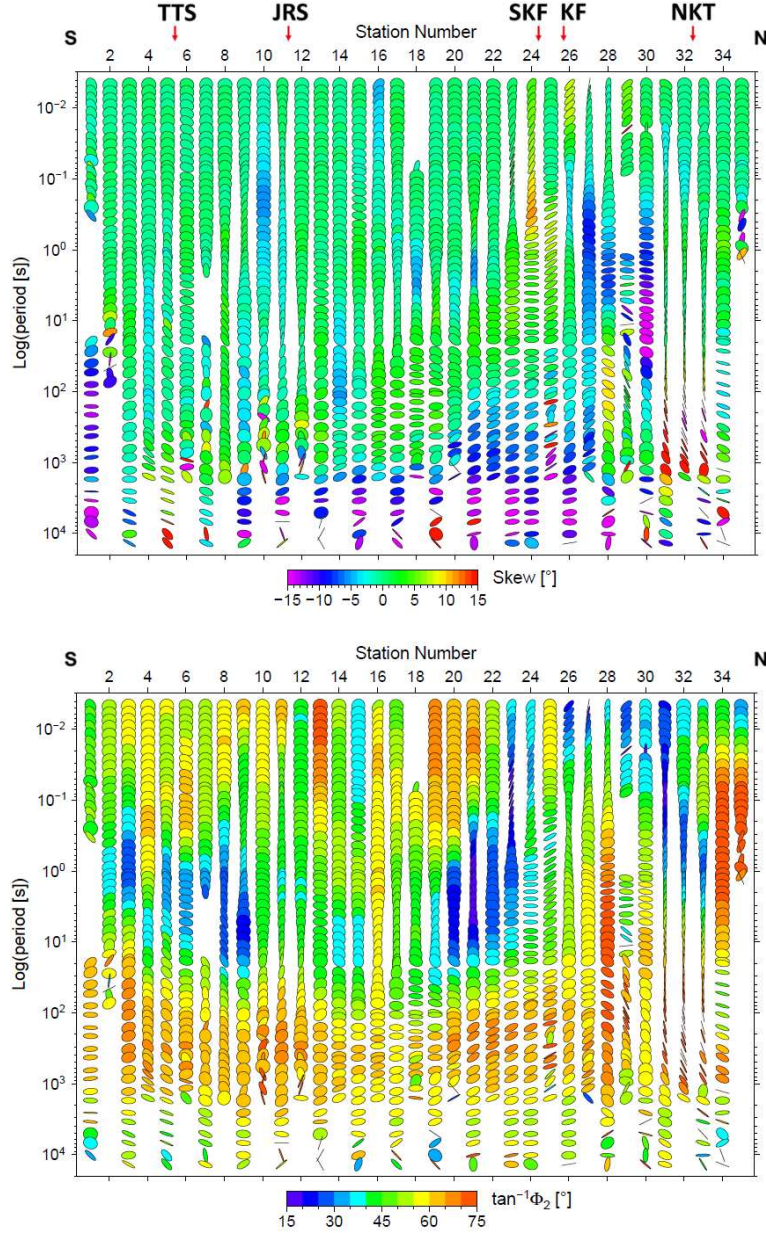 TTS JRS SKF KF NKT
S Station Number N
2 4 6 8 10 12 14 16 18 20 22 24 26 28 30 32 34
10⁻²
10⁻¹
10⁰
10¹
10²
10³
10⁴
Log(period [s])
−15 −10 −5 0 5 10 15
Skew [°]
S Station Number N
2 4 6 8 10 12 14 16 18 20 22 24 26 28 30 32 34
10⁻²
10⁻¹
10⁰
10¹
10²
10³
10⁴
Log(period [s])
15 30 45 60 75
tan⁻¹Φ₂ [°]